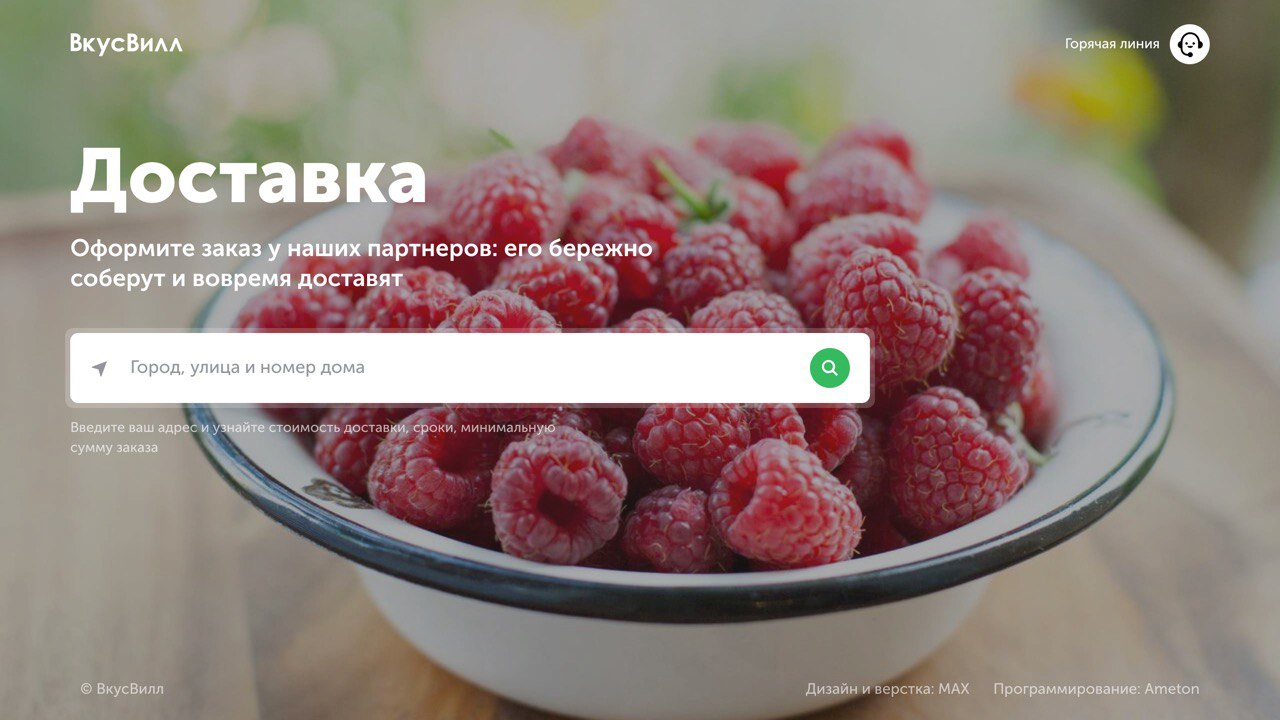 ВкусВилл
Горячая линия
Доставка
Оформите заказ у наших партнеров: его бережно
соберут и вовремя доставят
Город, улица и номер дома
Введите ваш адрес и узнайте стоимость доставки, сроки, минимальную
сумму заказа
© ВкусВилл
Дизайн и верстка: MAX
Программирование: Ameton